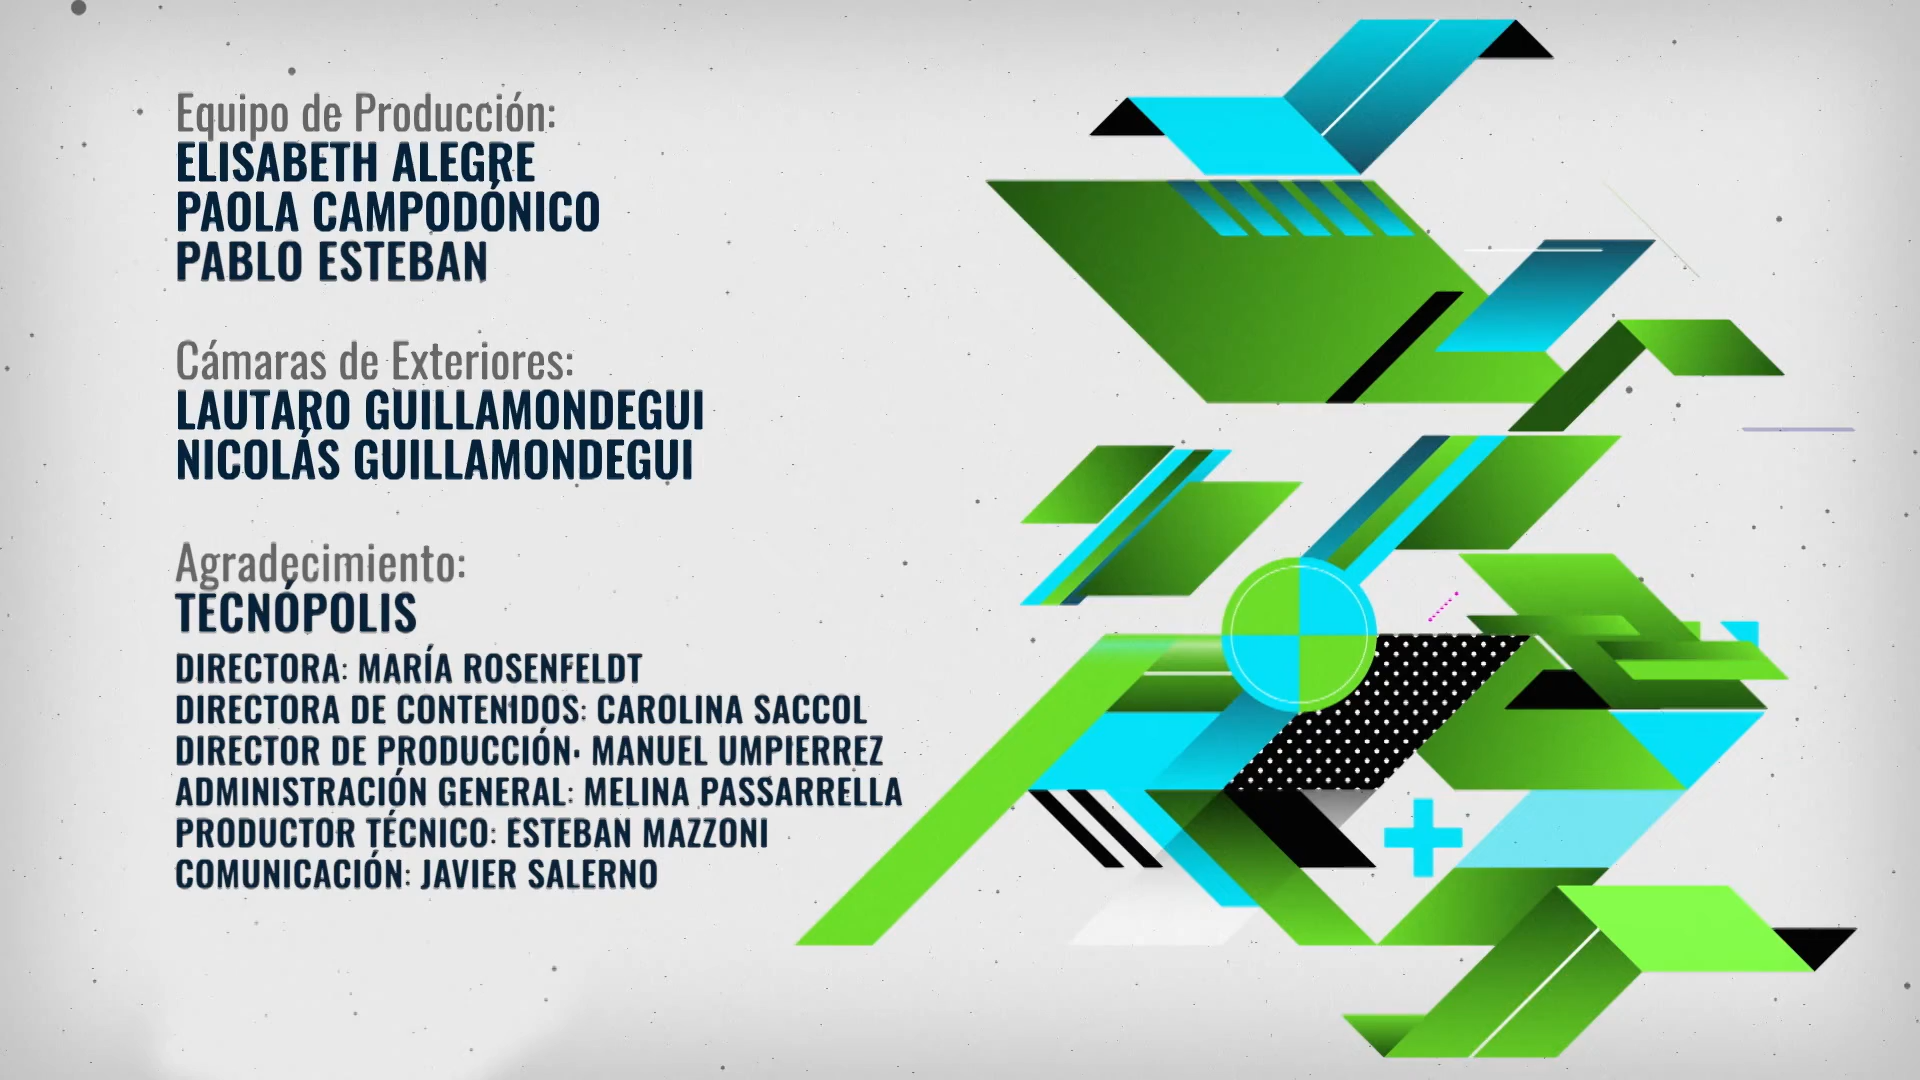 Equipo de Producción:
ELISABETH ALEGRE
PAOLA CAMPODÓNICO
PABLO ESTEBAN
Cámaras de Exteriores:
LAUTARO GUILLAMONDEGUI
NICOLÁS GUILLAMONDEGUI
Agradecimiento:
TECNÓPOLIS
DIRECTORA: MARÍA ROSENFELDT
DIRECTORA DE CONTENIDOS: CAROLINA SACCOL
DIRECTOR DE PRODUCCIÓN: MANUEL UMPIERREZ
ADMINISTRACIÓN GENERAL: MELINA PASSARRELLA
PRODUCTOR TÉCNICO: ESTEBAN MAZZONI
COMUNICACIÓN: JAVIER SALERNO